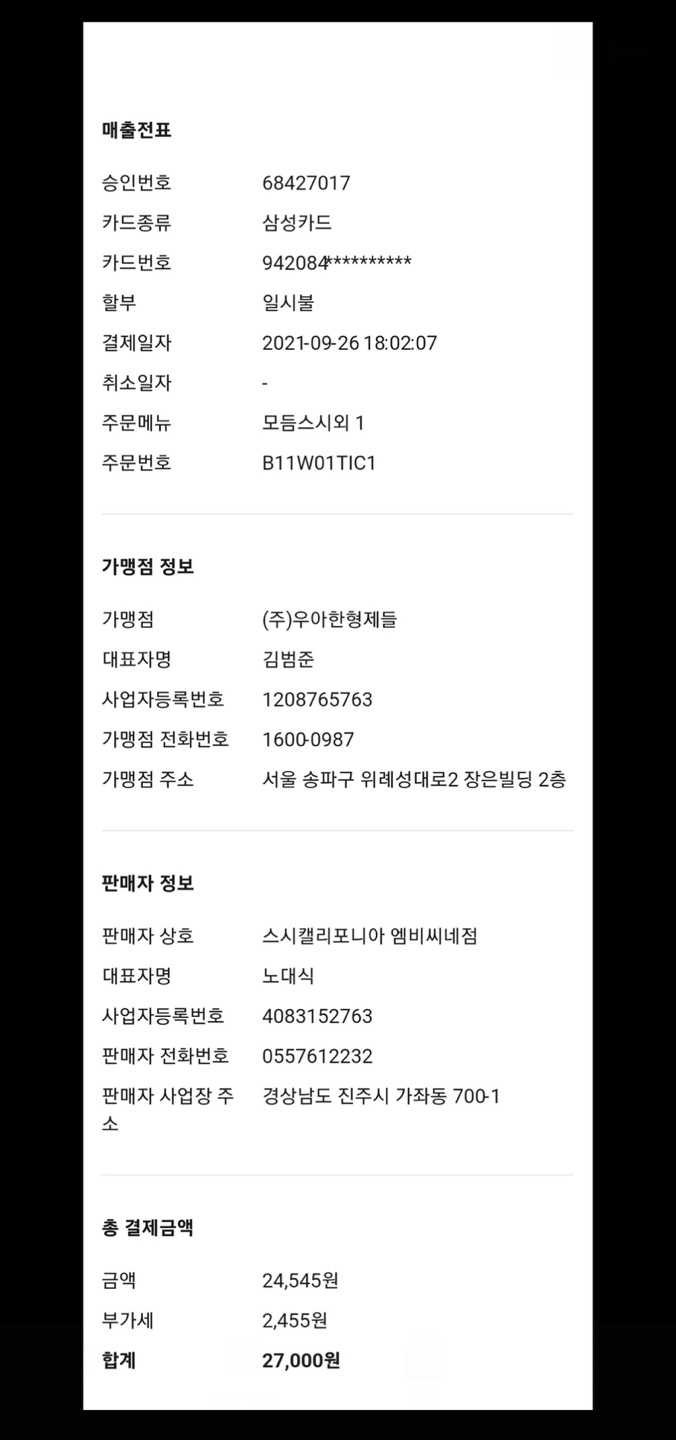 매출전표
승인번호 68427017
카드종류 삼성카드
카드번호 942084**********
할부 일시불
결제일자 2021-09-26 18:02:07
취소일자 -
주문메뉴 모듬스시외 1
주문번호 B11W01TIC1
가맹점 정보
가맹점 (주)우아한형제들
대표자명 김범준
사업자등록번호 1208765763
가맹점 전화번호 1600-0987
가맹점 주소 서울 송파구 위례성대로2 장은빌딩 2층
판매자 정보
판매자 상호 스시캘리포니아 엠비씨네점
대표자명 노대식
사업자등록번호 4083152763
판매자 전화번호 0557612232
판매자 사업장 주 경상남도 진주시 가좌동 700-1
소
총 결제금액
금액 24,545원
부가세 2,455원
합계 27,000원